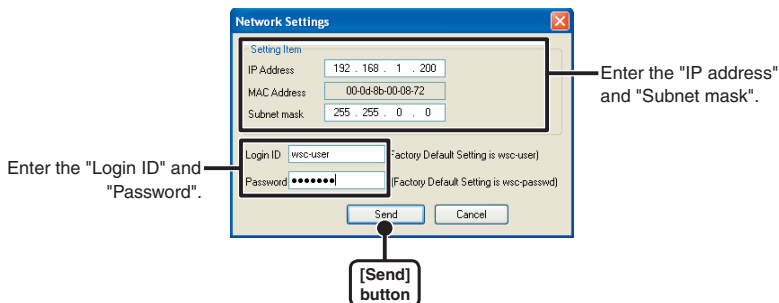 Network Settings
Setting Item
IP Address 192 . 168 . 1 . 200
MAC Address 00-0d-8b-00-08-72
Subnet mask 255 . 255 . 0 . 0
Enter the "IP address"
and "Subnet mask".
Login ID wsc-user Factory Default Setting is wsc-user)
Password ●●●●●●● (Factory Default Setting is wsc-passwd)
Enter the "Login ID" and
"Password".
Send Cancel
[Send]
button